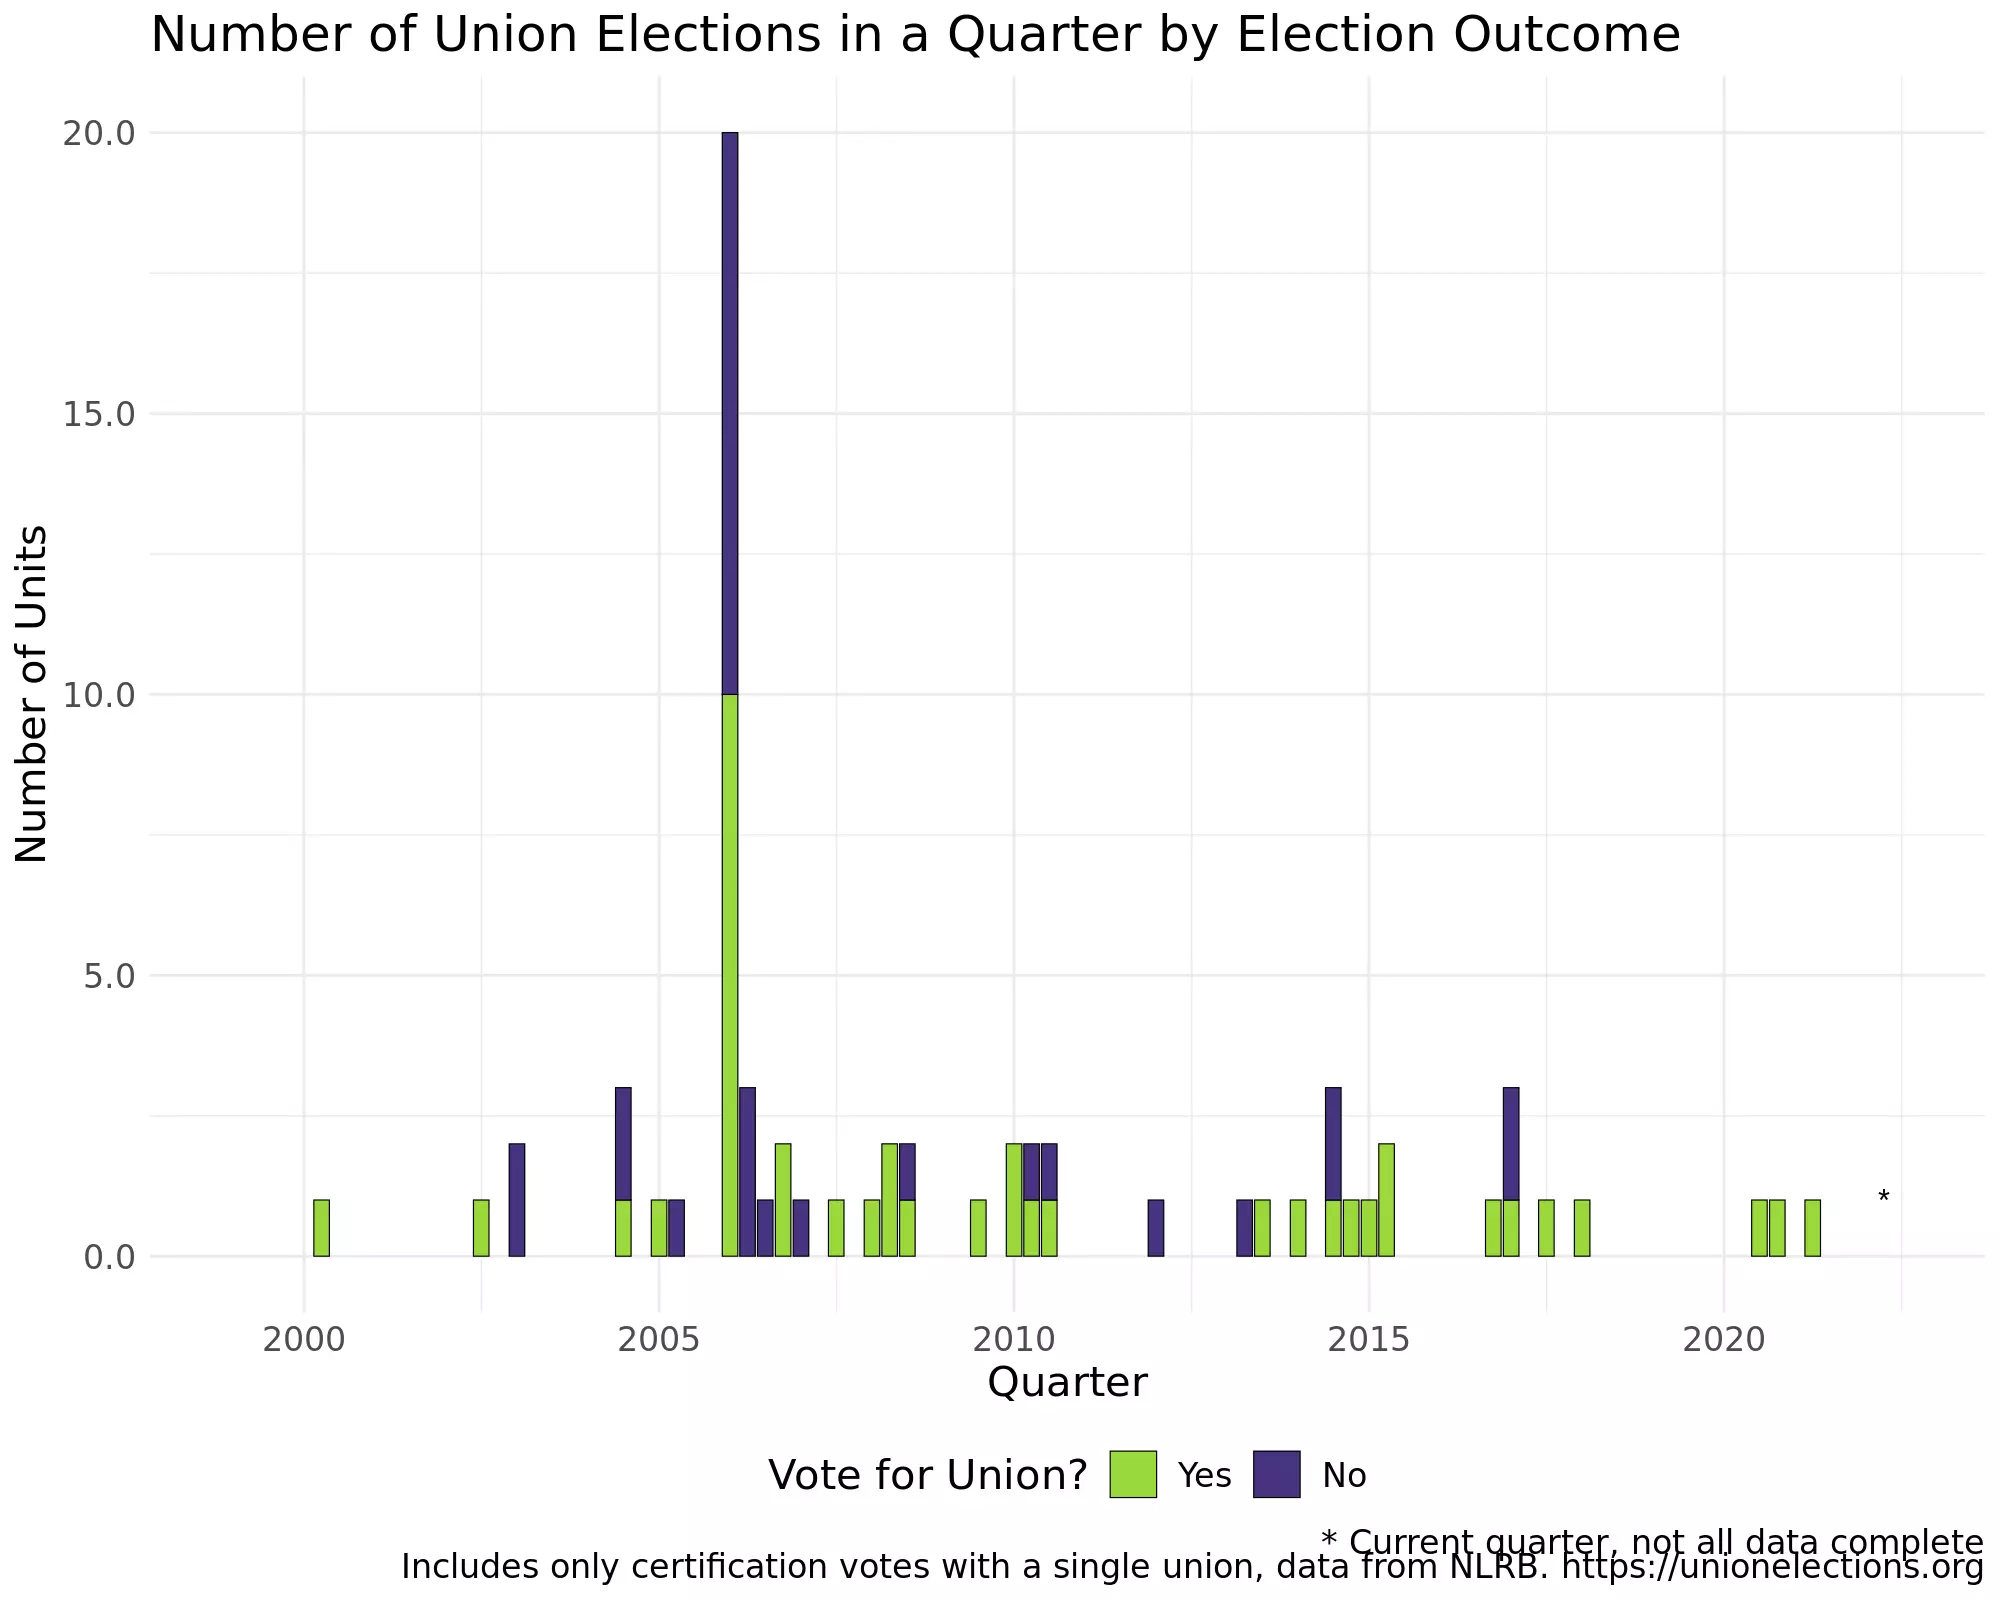 Number of Union Elections in a Quarter by Election Outcome
20.0
15.0
10.0
5.0
0.0
Number of Units
*
2000 2005 2010 2015 2020
Quarter
Vote for Union? Yes No
* Current quarter, not all data complete
Includes only certification votes with a single union, data from NLRB. https://unionelections.org